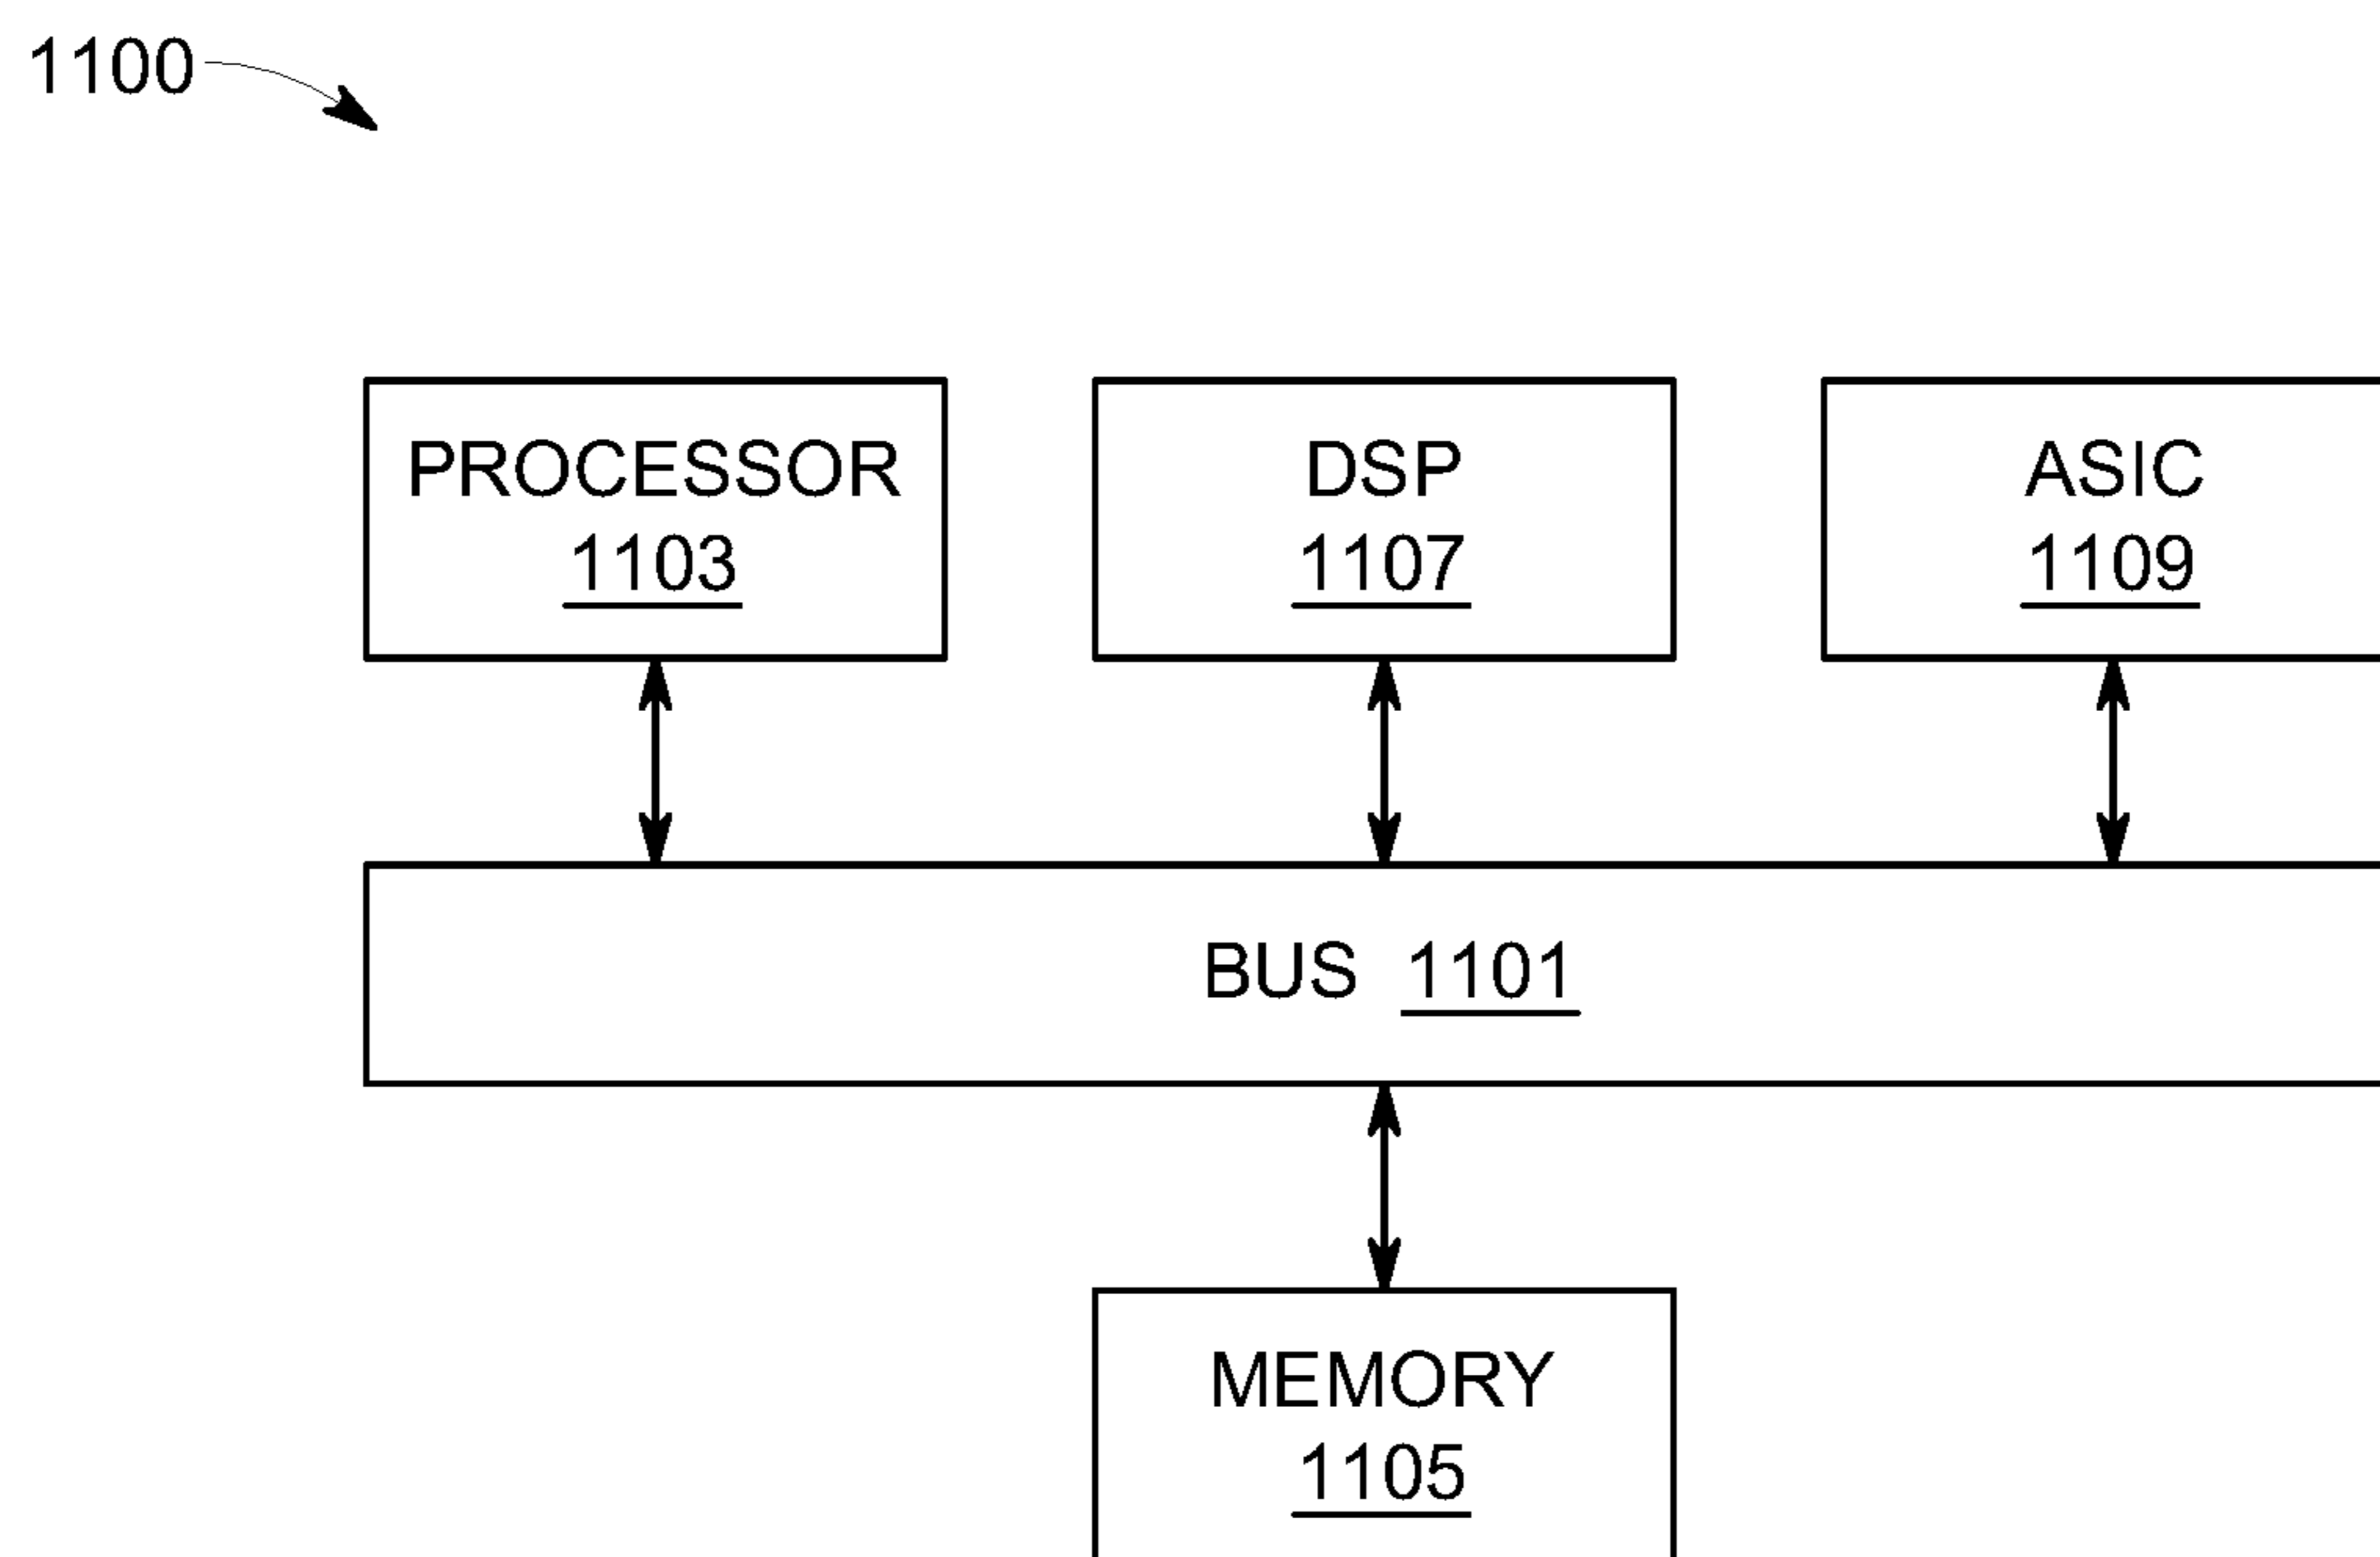 1100
PROCESSOR
1103
DSP
1107
ASIC
1109
BUS 1101
MEMORY
1105